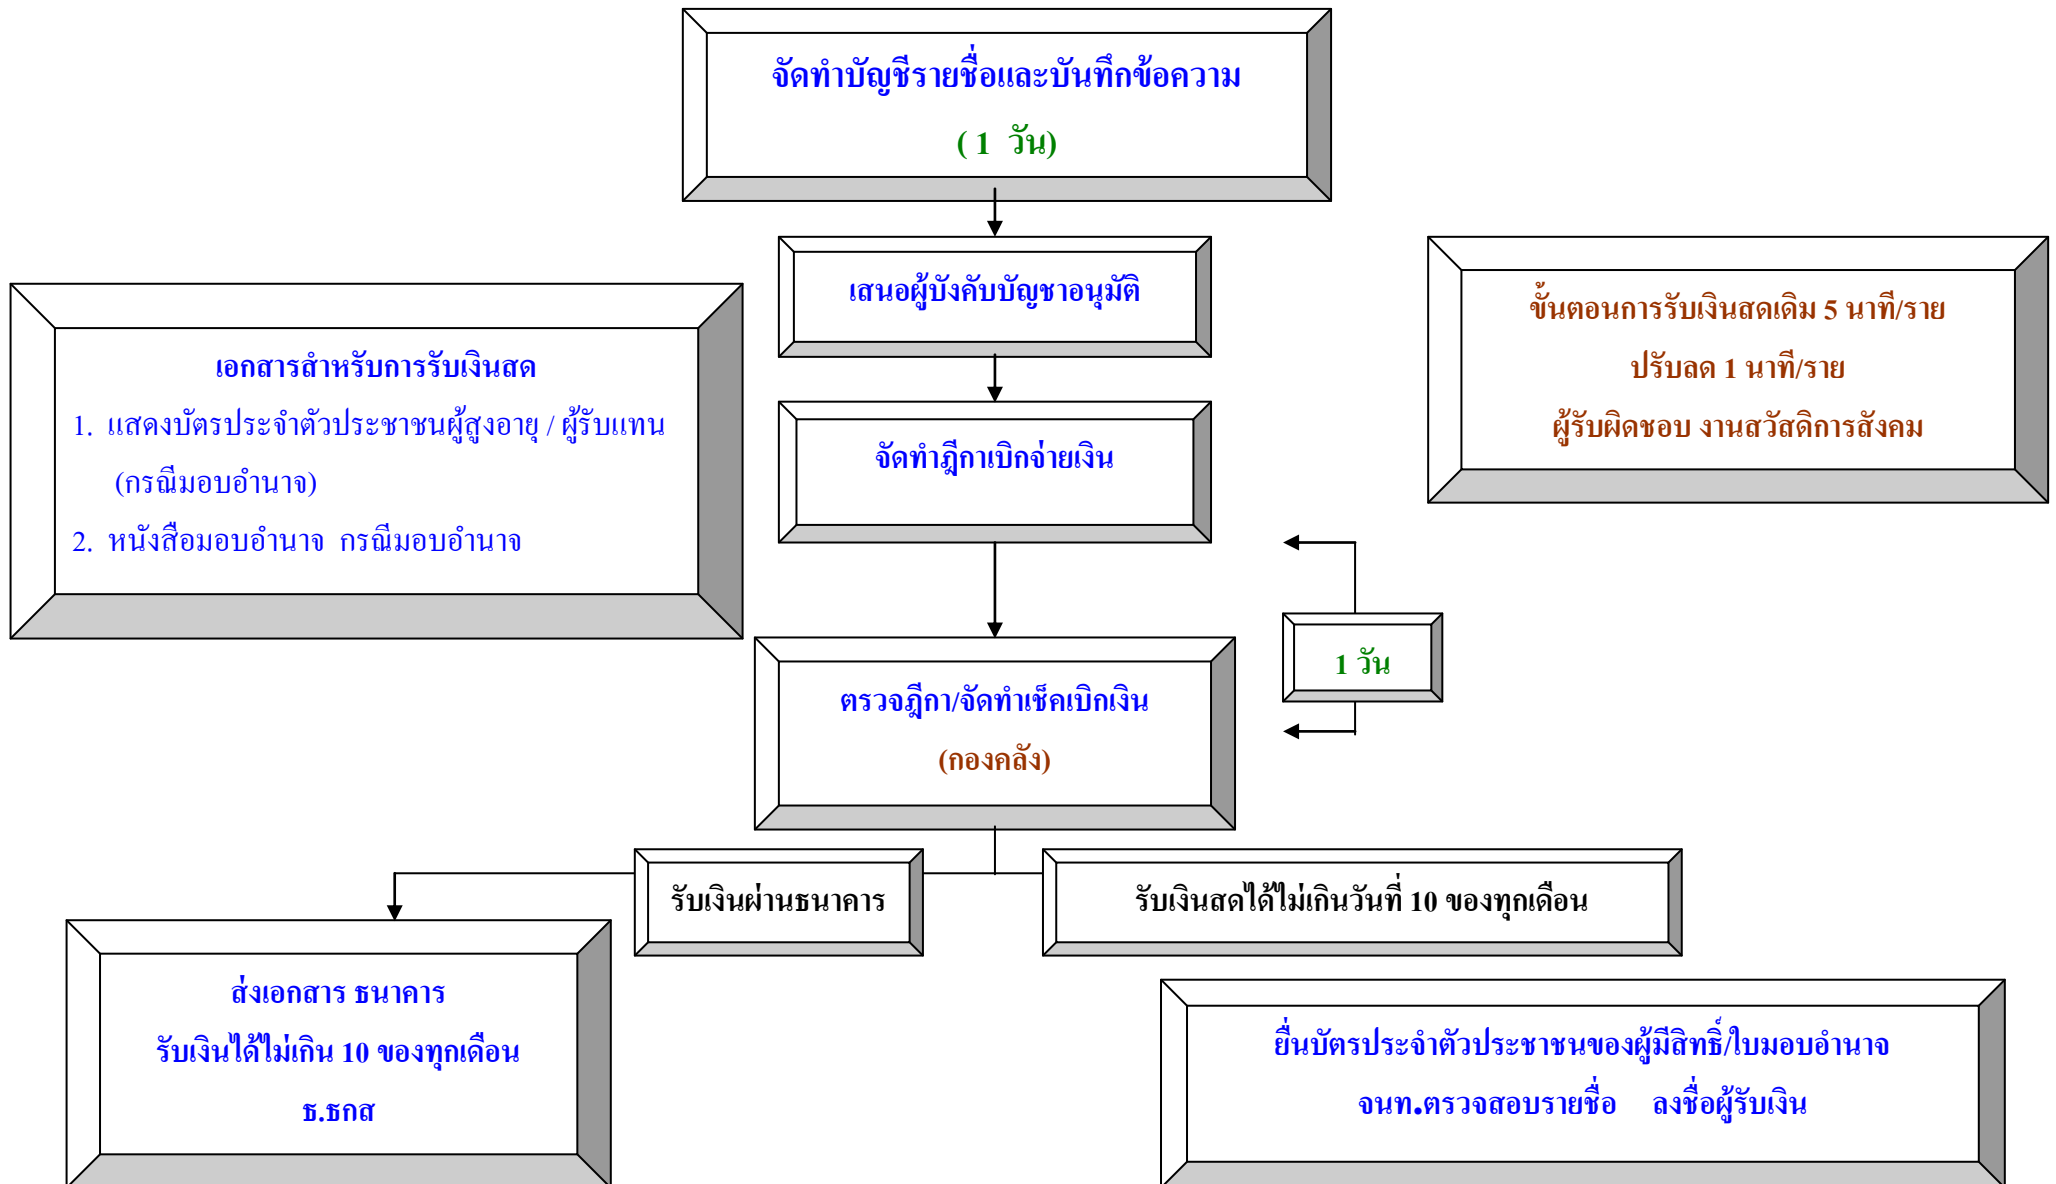 จัดทำบัญชีรายชื่อและบันทึกข้อความ
( 1 วัน)
เสนอผู้บังคับบัญชาอนุมัติ
ขั้นตอนการรับเงินสดเดิม 5 นาที/ราย
ปรับลด 1 นาที/ราย
ผู้รับผิดชอบ งานสวัสดิการสังคม
เอกสารสำหรับการรับเงินสด
1. แสดงบัตรประจำตัวประชาชนผู้สูงอายุ / ผู้รับแทน
(กรณีมอบอำนาจ)
2. หนังสือมอบอำนาจ กรณีมอบอำนาจ
จัดทำฎีกาเบิกจ่ายเงิน
1 วัน
ตรวจฎีกา/จัดทำเช็คเบิกเงิน
(กองคลัง)
รับเงินผ่านธนาคาร
รับเงินสดได้ไม่เกินวันที่ 10 ของทุกเดือน
ส่งเอกสาร ธนาคาร
รับเงินได้ไม่เกิน 10 ของทุกเดือน
ธ.ธกส
ยื่นบัตรประจำตัวประชาชนของผู้มีสิทธิ์/ใบมอบอำนาจ
จนท.ตรวจสอบรายชื่อ ลงชื่อผู้รับเงิน